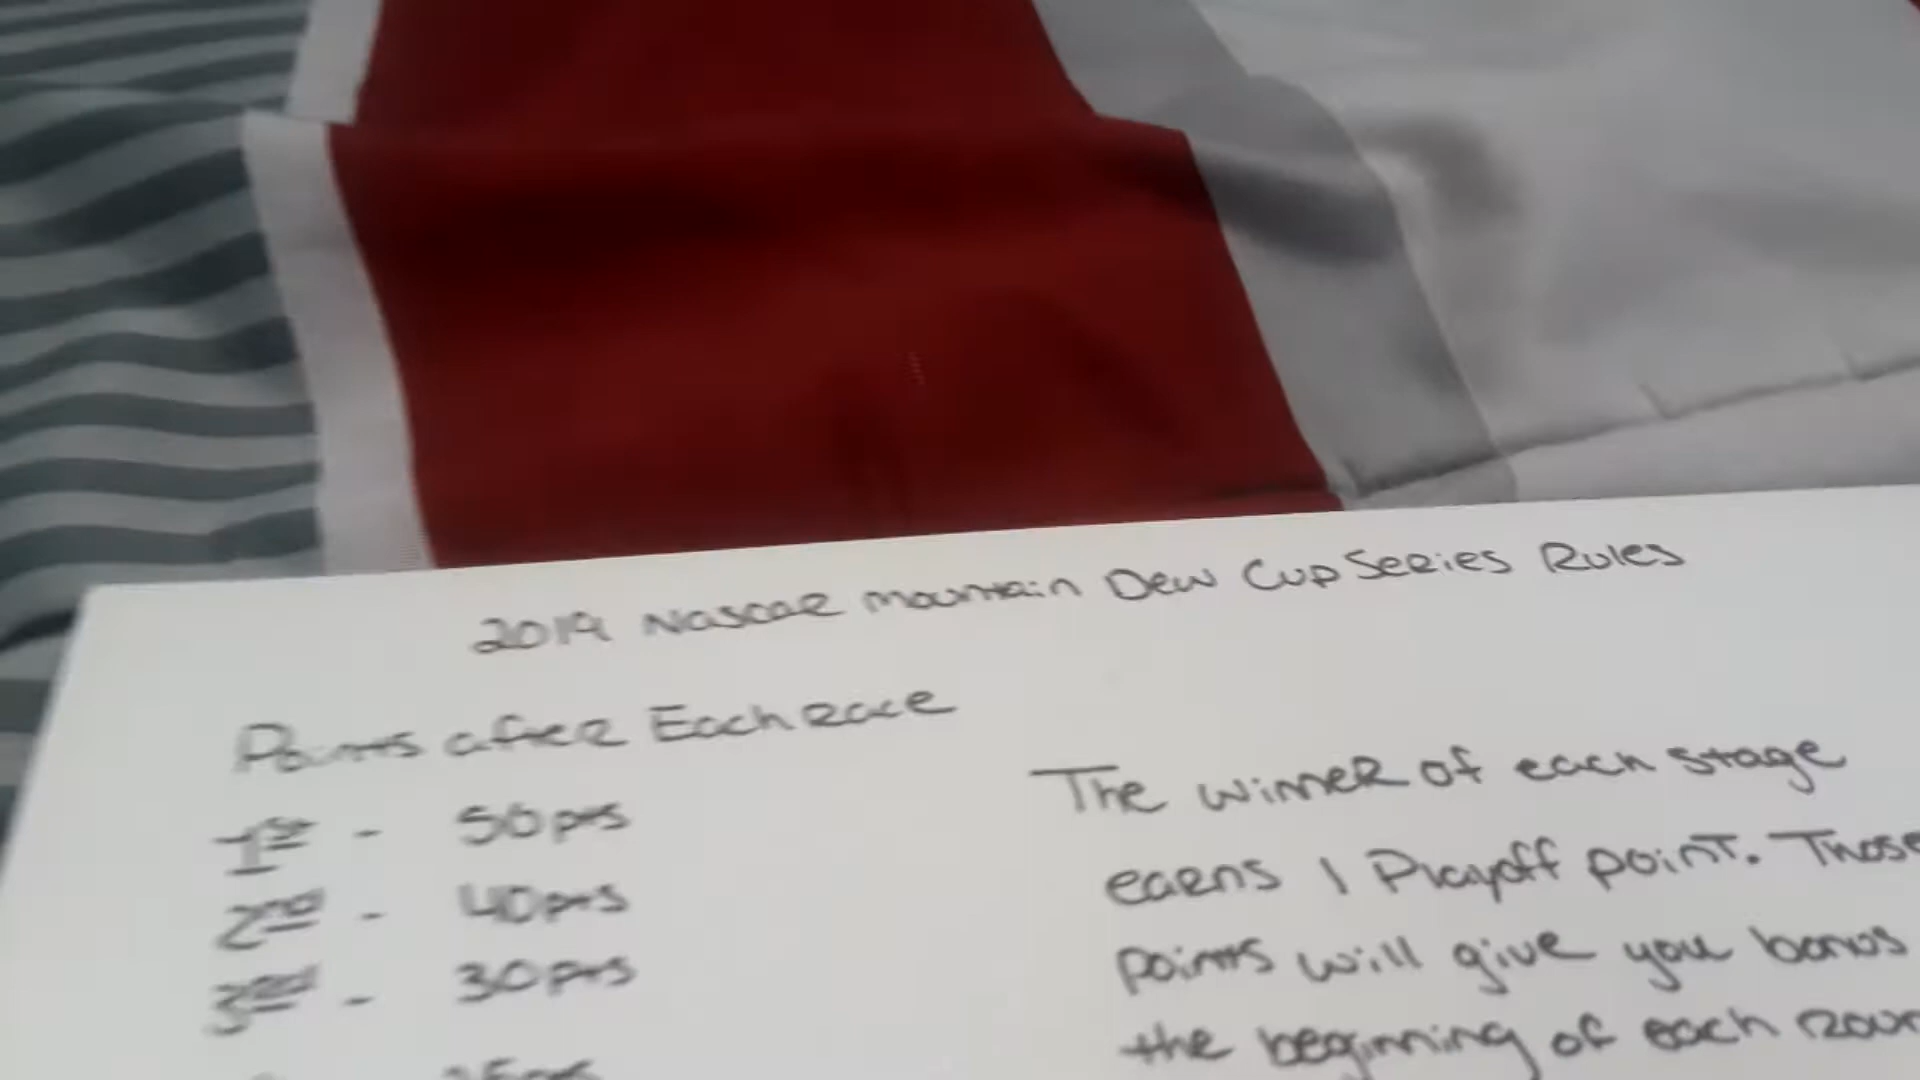 2019 Nascar Mountain Dew Cup Series Rules
Points after Each race
1st - 50pts
2nd - 40pts
3rd - 30pts
The winner of each stage
earns 1 Playoff point. Those
points will give you bonus
the beginning of each